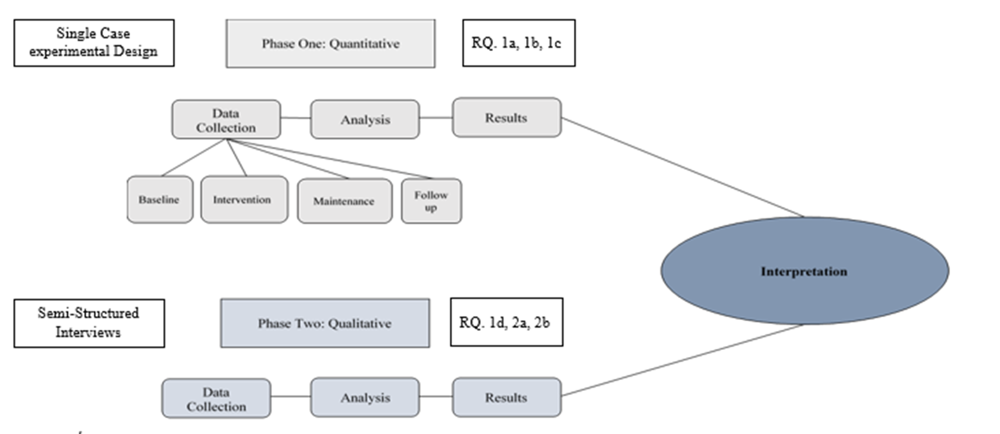 Single Case
experimental Design
Phase One: Quantitative
RQ. 1a, 1b, 1c
Data
Collection
Analysis
Results
Baseline
Intervention
Maintenance
Follow
up
Interpretation
Semi-Structured
Interviews
Phase Two: Qualitative
RQ. 1d, 2a, 2b
Data
Collection
Analysis
Results